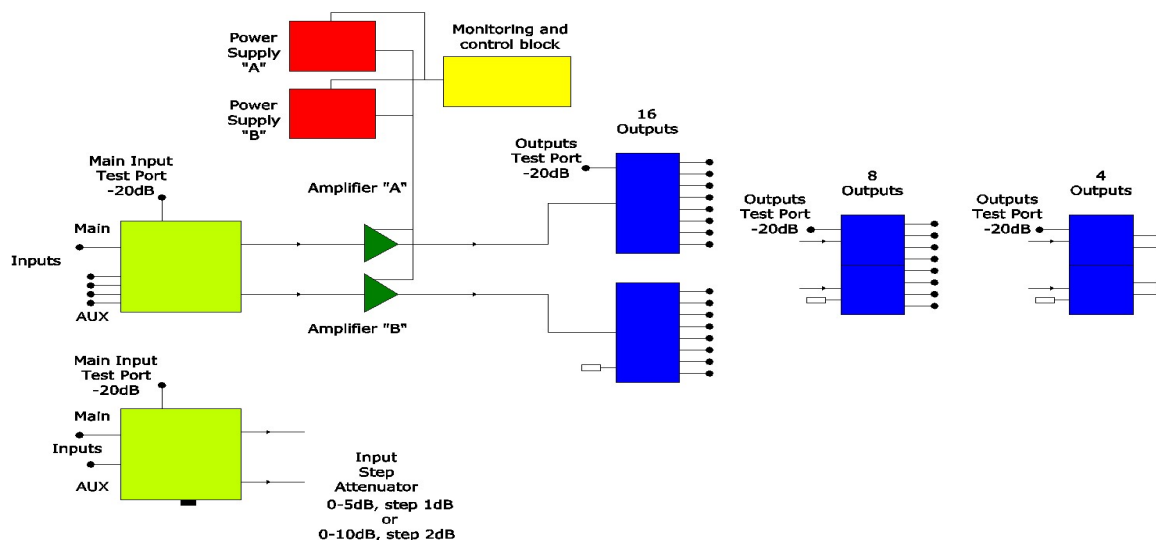 Power
Supply
"A"
Monitoring and
control block
Power
Supply
"B"
16
Outputs
Outputs
Test Port
-20dB
Main Input
Test Port
-20dB
Amplifier "A"
8
Outputs
4
Outputs
Outputs
Test Port
-20dB
Outputs
Test Port
-20dB
Main
Inputs
AUX
Amplifier "B"
Main Input
Test Port
-20dB
Main
Inputs
AUX
Input
Step
Attenuator
0-5dB, step 1dB
or
0-10dB, step 2dB